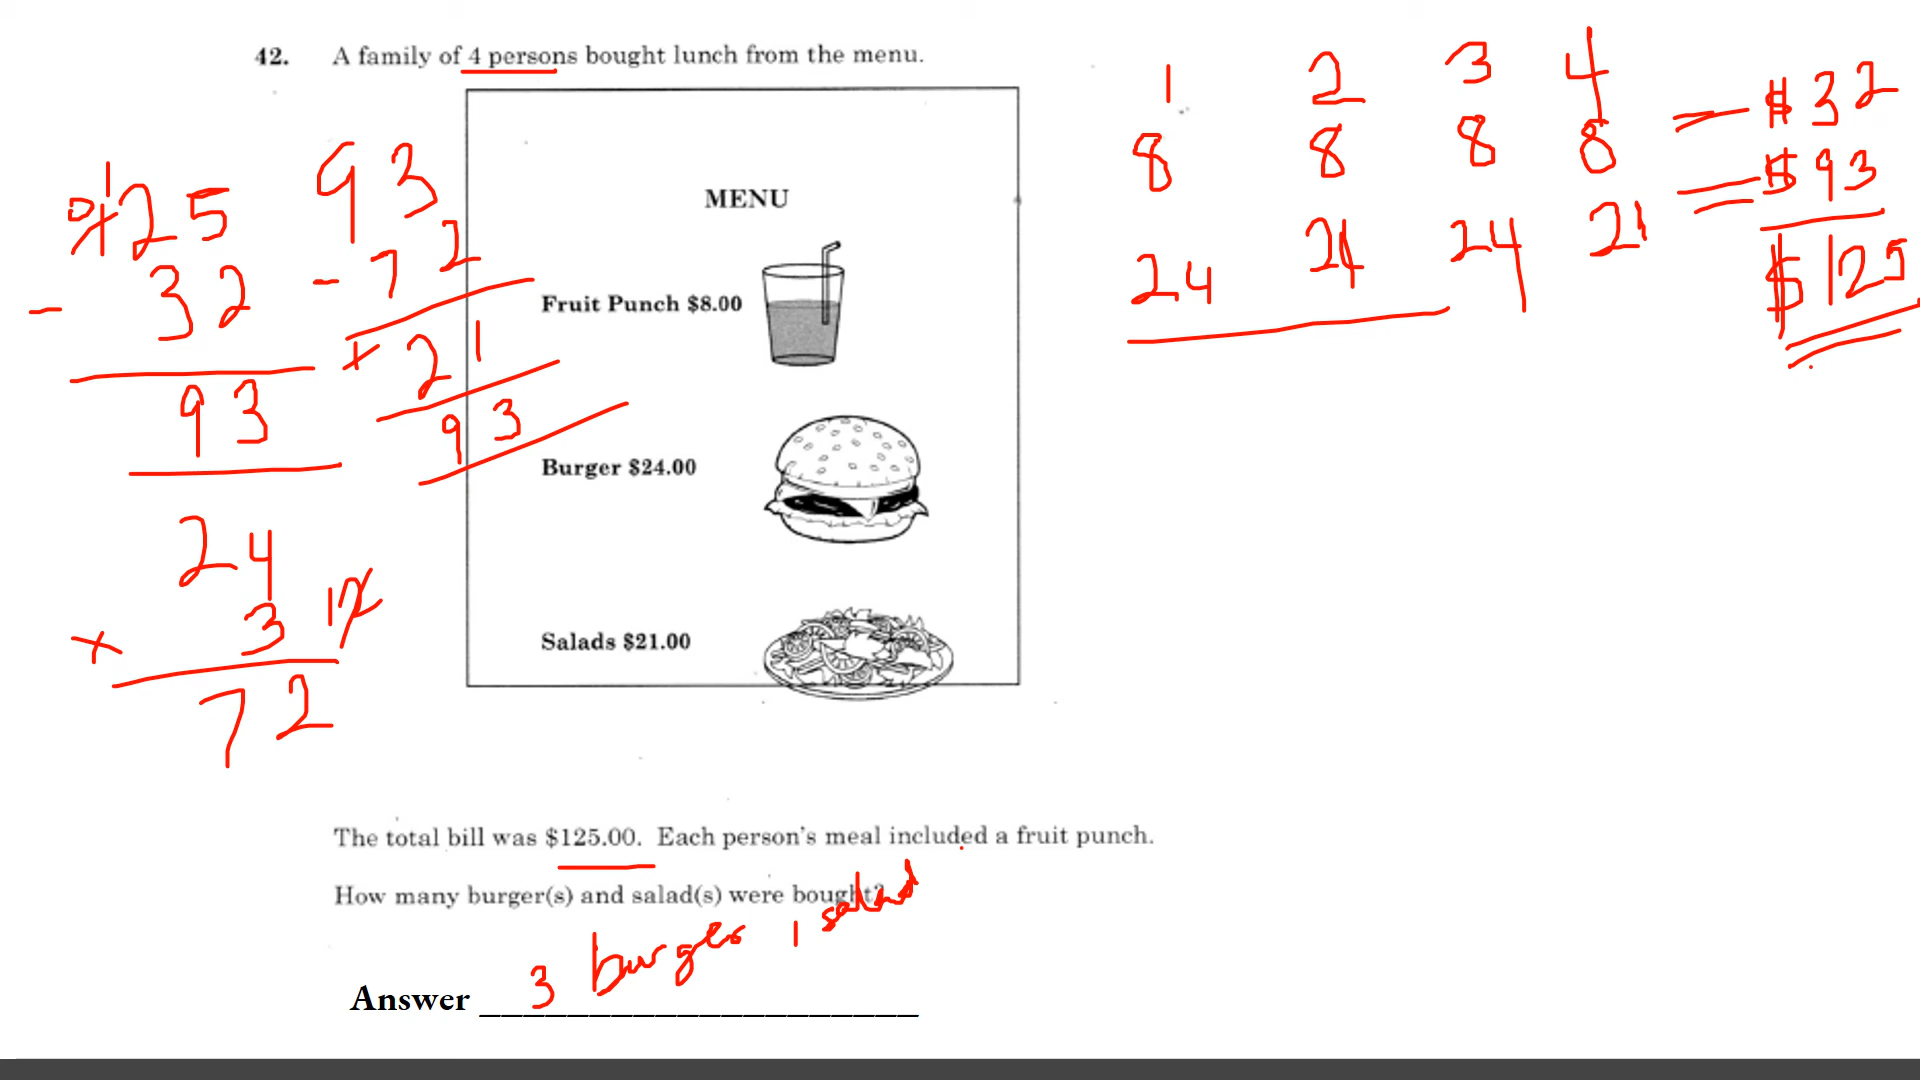 42. A family of 4 persons bought lunch from the menu.
MENU
Fruit Punch $8.00
Burger $24.00
Salads $21.00
The total bill was $125.00. Each person's meal included a fruit punch.
How many burger(s) and salad(s) were bought?
Answer ____________________
3 burges 1 salad
1 2 3 4
8 8 8 8 = $32
24 24 24 21 = $93
$125
125
- 32
93
24
x 3
72
12
93
- 72
+ 21
93